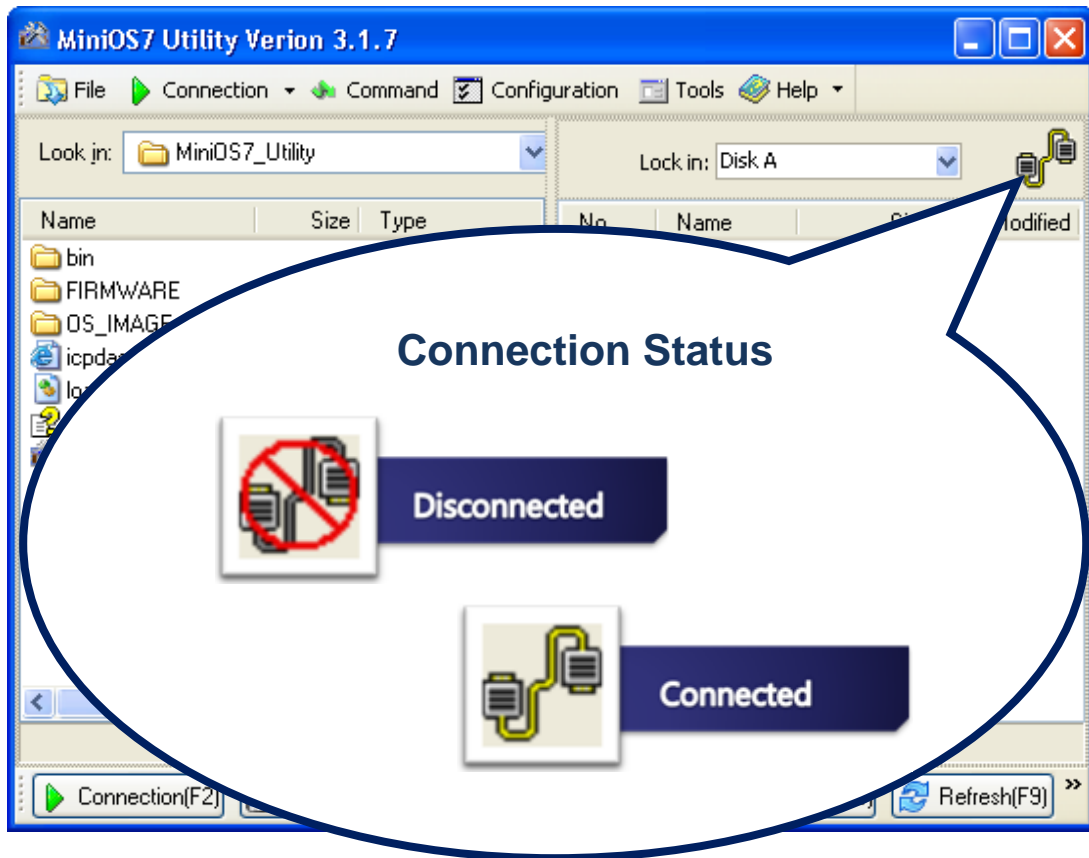 MiniOS7 Utility Verion 3.1.7
File Connection Command Configuration Tools Help
Look in: MiniOS7_Utility
Lock in: Disk A
Name Size Type
No Name
bin
FIRMWARE
OS_IMAGE
Connection Status
Disconnected
Connected
Connection(F2)
Refresh(F9) »